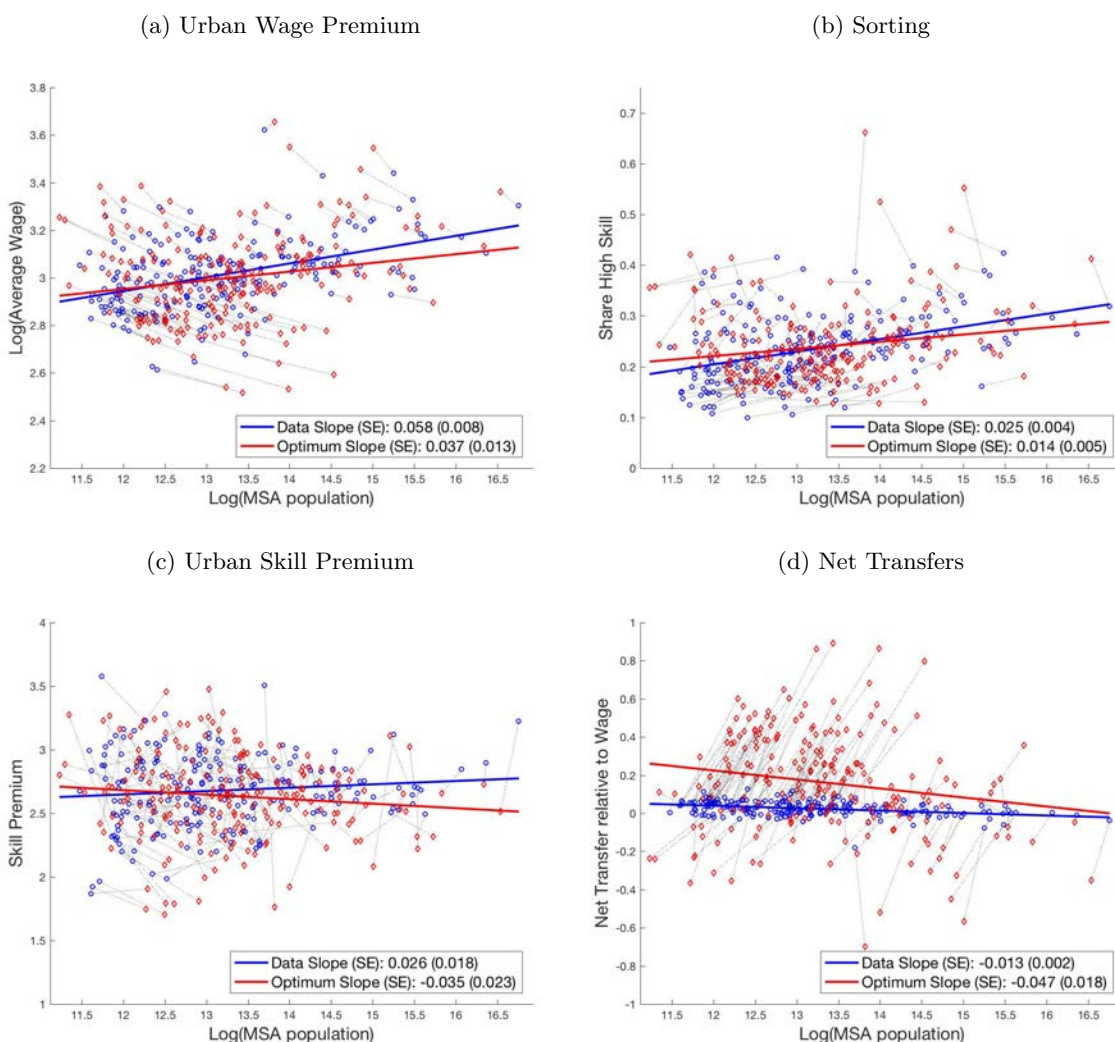 (a) Urban Wage Premium
3.8
3.6
3.4
3.2
3
2.8
2.6
2.4
2.2
Log(Average Wage)
Data Slope (SE): 0.058 (0.008)
Optimum Slope (SE): 0.037 (0.013)
11.5 12 12.5 13 13.5 14 14.5 15 15.5 16 16.5
Log(MSA population)
(b) Sorting
0.7
0.6
0.5
0.4
0.3
0.2
0.1
0
Share High Skill
Data Slope (SE): 0.025 (0.004)
Optimum Slope (SE): 0.014 (0.005)
11.5 12 12.5 13 13.5 14 14.5 15 15.5 16 16.5
Log(MSA population)
(c) Urban Skill Premium
4
3.5
3
2.5
2
1.5
1
Skill Premium
Data Slope (SE): 0.026 (0.018)
Optimum Slope (SE): -0.035 (0.023)
11.5 12 12.5 13 13.5 14 14.5 15 15.5 16 16.5
Log(MSA population)
(d) Net Transfers
1
0.8
0.6
0.4
0.2
0
-0.2
-0.4
-0.6
-0.8
-1
Net Transfer relative to Wage
Data Slope (SE): -0.013 (0.002)
Optimum Slope (SE): -0.047 (0.018)
11.5 12 12.5 13 13.5 14 14.5 15 15.5 16 16.5
Log(MSA population)